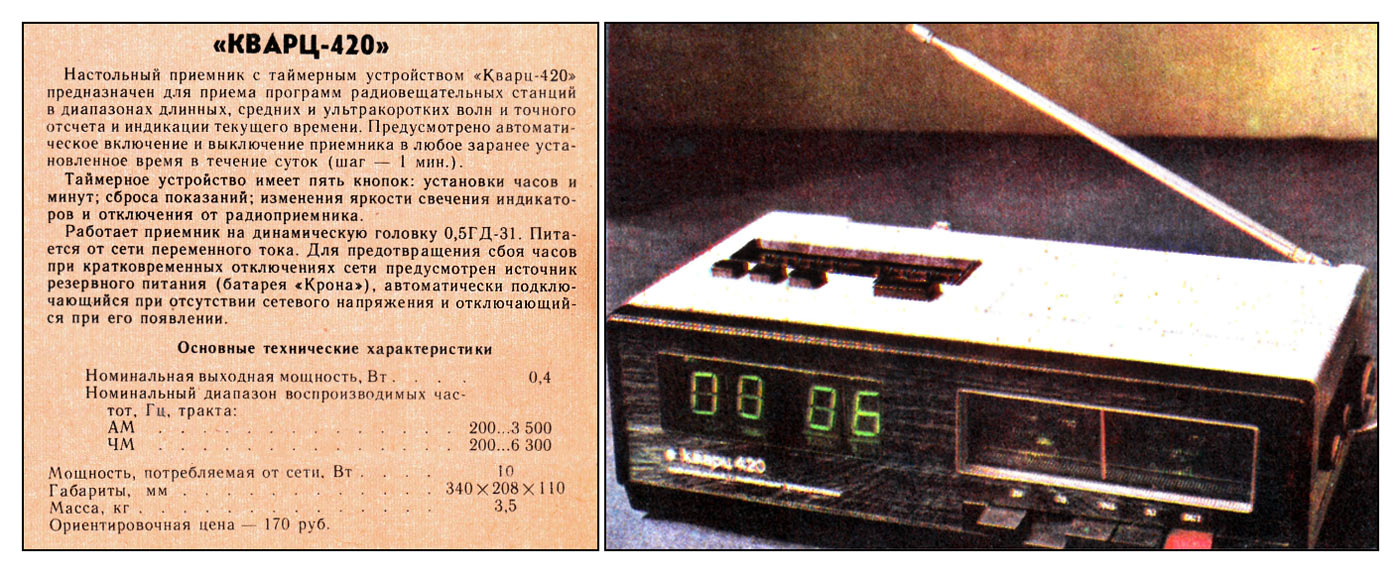 «КВАРЦ-420»
Настольный приемник с таймерным устройством «Кварц-420»
предназначен для приема программ радиовещательных станций
в диапазонах длинных, средних и ультракоротких волн и точного
отсчета и индикации текущего времени. Предусмотрено автомати-
ческое включение и выключение приемника в любое заранее уста-
новленное время в течение суток (шаг — 1 мин.).
Таймерное устройство имеет пять кнопок: установки часов и
минут; сброса показаний; изменения яркости свечения индикато-
ров и отключения от радиоприемника.
Работает приемник на динамическую головку 0,5ГД-31. Пита-
ется от сети переменного тока. Для предотвращения сбоя часов
при кратковременных отключениях сети предусмотрен источник
резервного питания (батарея «Крона»), автоматически подклю-
чающийся при отсутствии сетевого напряжения и отключающий-
ся при его появлении.
Основные технические характеристики
Номинальная выходная мощность, Вт . . . . 0,4
Номинальный диапазон воспроизводимых час-
тот, Гц, тракта:
АМ . . . . . . . . . . . . . . 200...3 500
ЧМ . . . . . . . . . . . . . . 200...6 300
Мощность, потребляемая от сети, Вт . . . . 10
Габариты, мм . . . . . . . . . . . 340×208×110
Масса, кг . . . . . . . . . . . . . 3,5
Ориентировочная цена — 170 руб.
00 06
кварц 420